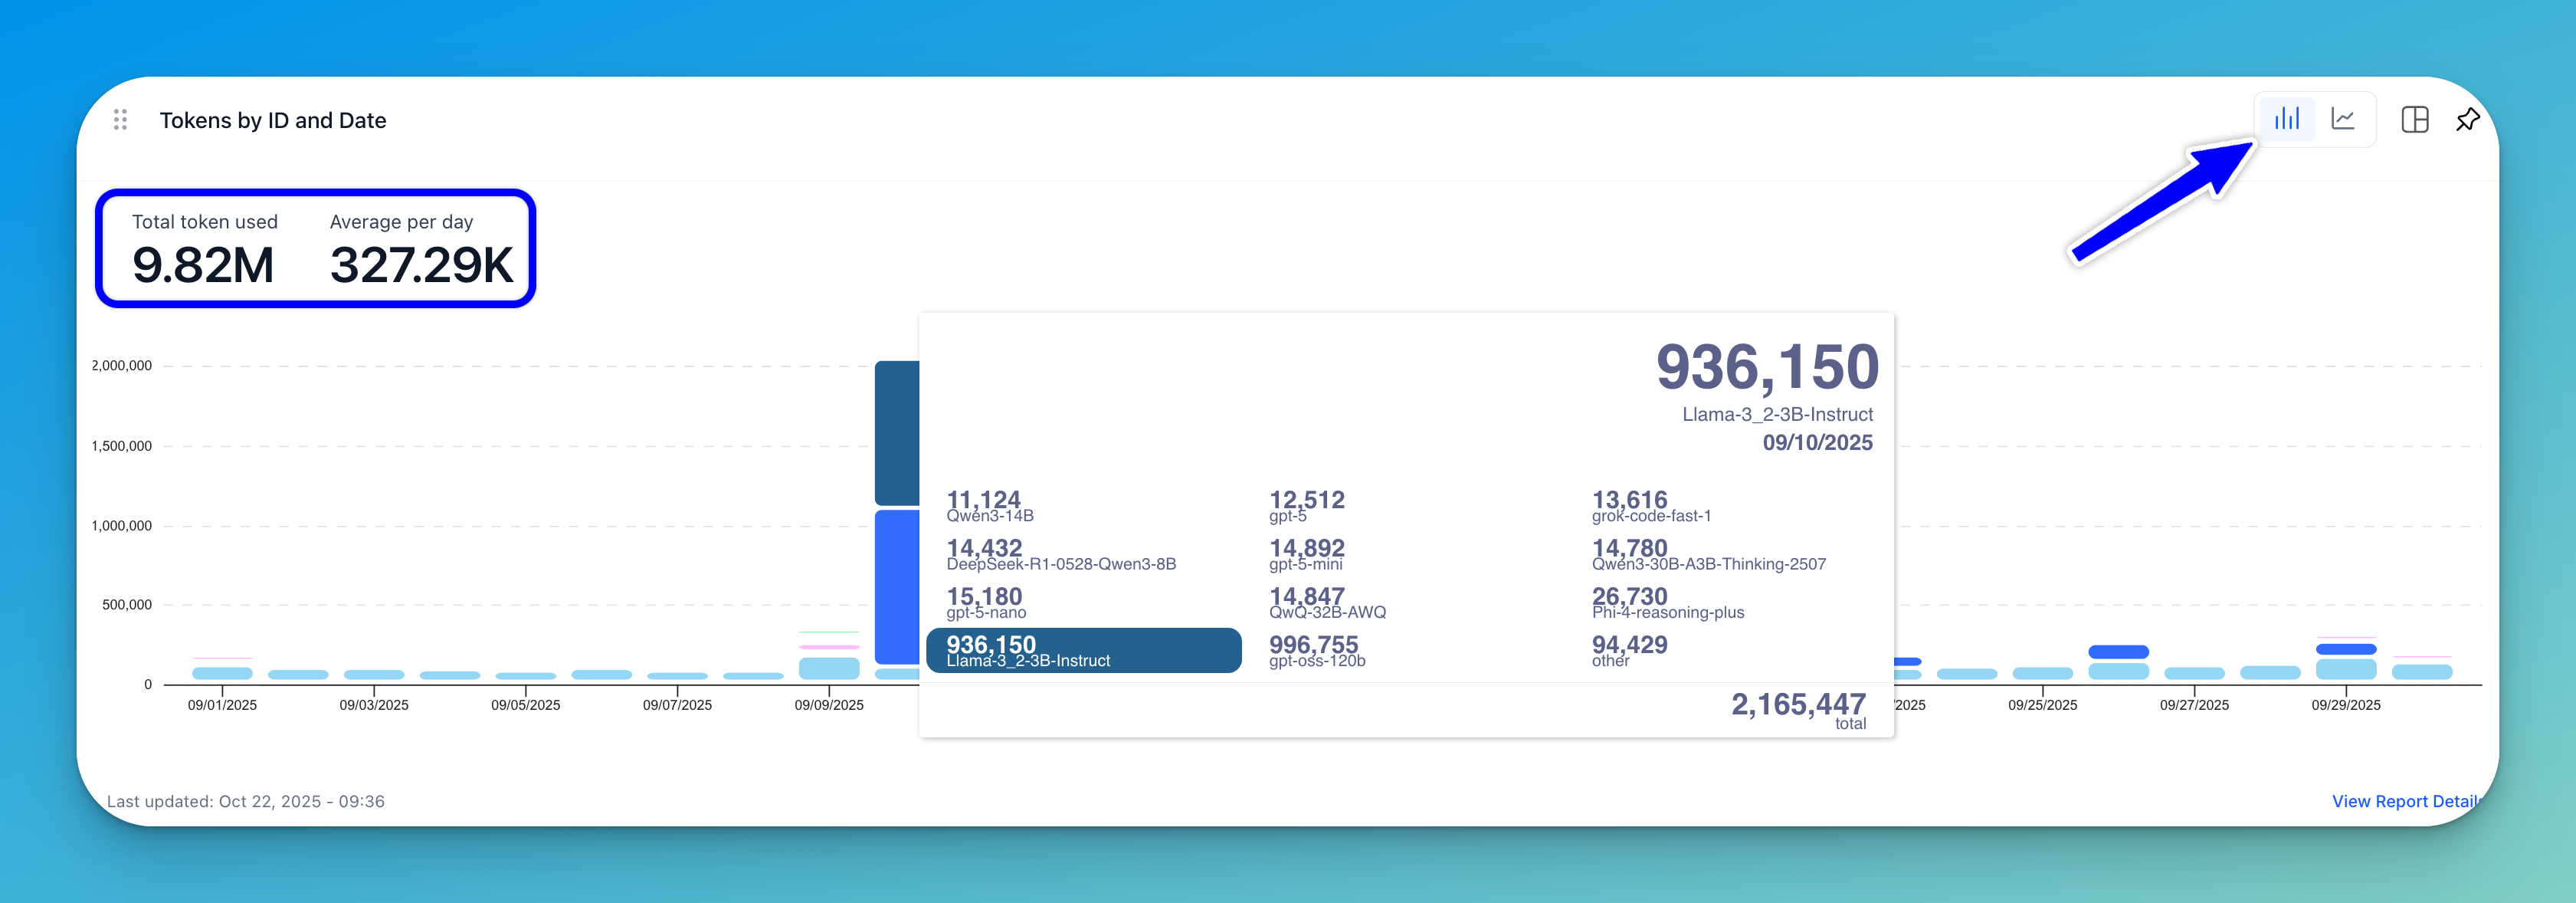 Tokens by ID and Date
Total token used
Average per day
9.82M
327.29K
2,000,000
1,500,000
1,000,000
500,000
0
09/01/2025
09/03/2025
09/05/2025
09/07/2025
09/09/2025
/2025
09/25/2025
09/27/2025
09/29/2025
936,150
Llama-3_2-3B-Instruct
09/10/2025
11,124
Qwen3-14B
12,512
gpt-5
13,616
grok-code-fast-1
14,432
DeepSeek-R1-0528-Qwen3-8B
14,892
gpt-5-mini
14,780
Qwen3-30B-A3B-Thinking-2507
15,180
gpt-5-nano
14,847
QwQ-32B-AWQ
26,730
Phi-4-reasoning-plus
936,150
Llama-3_2-3B-Instruct
996,755
gpt-oss-120b
94,429
other
2,165,447
total
Last updated: Oct 22, 2025 - 09:36
View Report Details